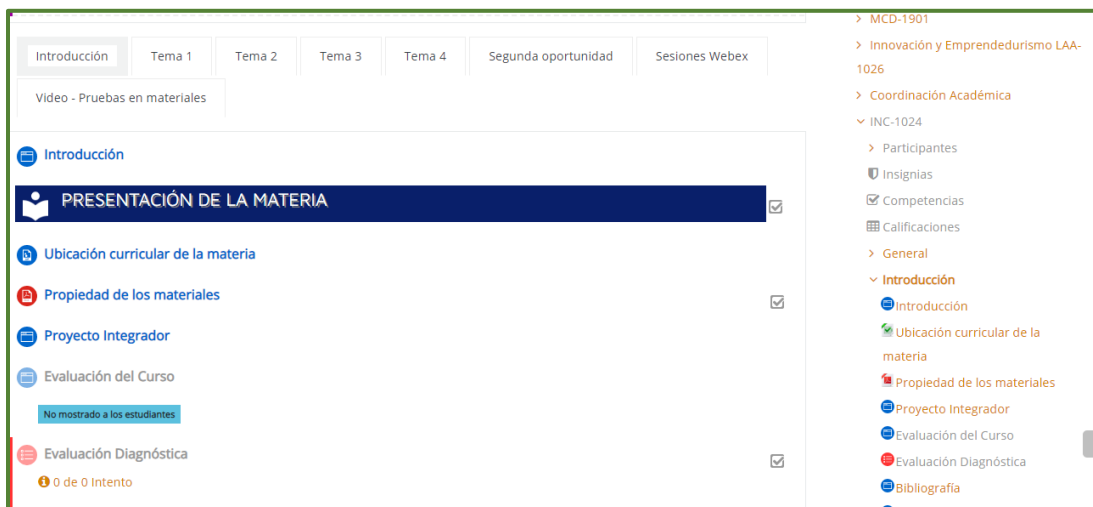 Introducción
Tema 1
Tema 2
Tema 3
Tema 4
Segunda oportunidad
Sesiones Webex
Video - Pruebas en materiales
Introducción
PRESENTACIÓN DE LA MATERIA
Ubicación curricular de la materia
Propiedad de los materiales
Proyecto Integrador
Evaluación del Curso
No mostrado a los estudiantes
Evaluación Diagnóstica
0 de 0 Intento
MCD-1901
Innovación y Emprendedurismo LAA-
1026
Coordinación Académica
INC-1024
Participantes
Insignias
Competencias
Calificaciones
General
Introducción
Introducción
Ubicación curricular de la
materia
Propiedad de los materiales
Proyecto Integrador
Evaluación del Curso
Evaluación Diagnóstica
Bibliografía